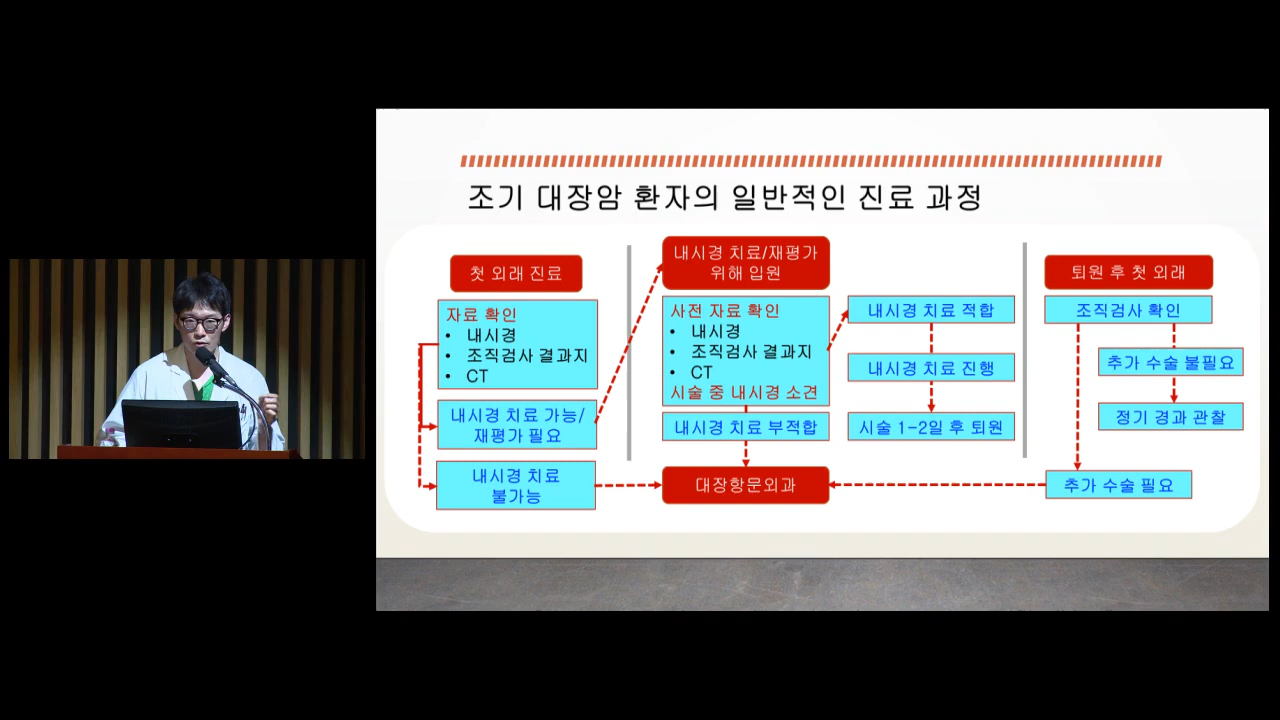 조기 대장암 환자의 일반적인 진료 과정
첫 외래 진료
자료 확인
• 내시경
• 조직검사 결과지
• CT
내시경 치료 가능/
재평가 필요
내시경 치료
불가능
내시경 치료/재평가
위해 입원
사전 자료 확인
• 내시경
• 조직검사 결과지
• CT
시술 중 내시경 소견
내시경 치료 부적합
대장항문외과
내시경 치료 적합
내시경 치료 진행
시술 1-2일 후 퇴원
퇴원 후 첫 외래
조직검사 확인
추가 수술 불필요
정기 경과 관찰
추가 수술 필요